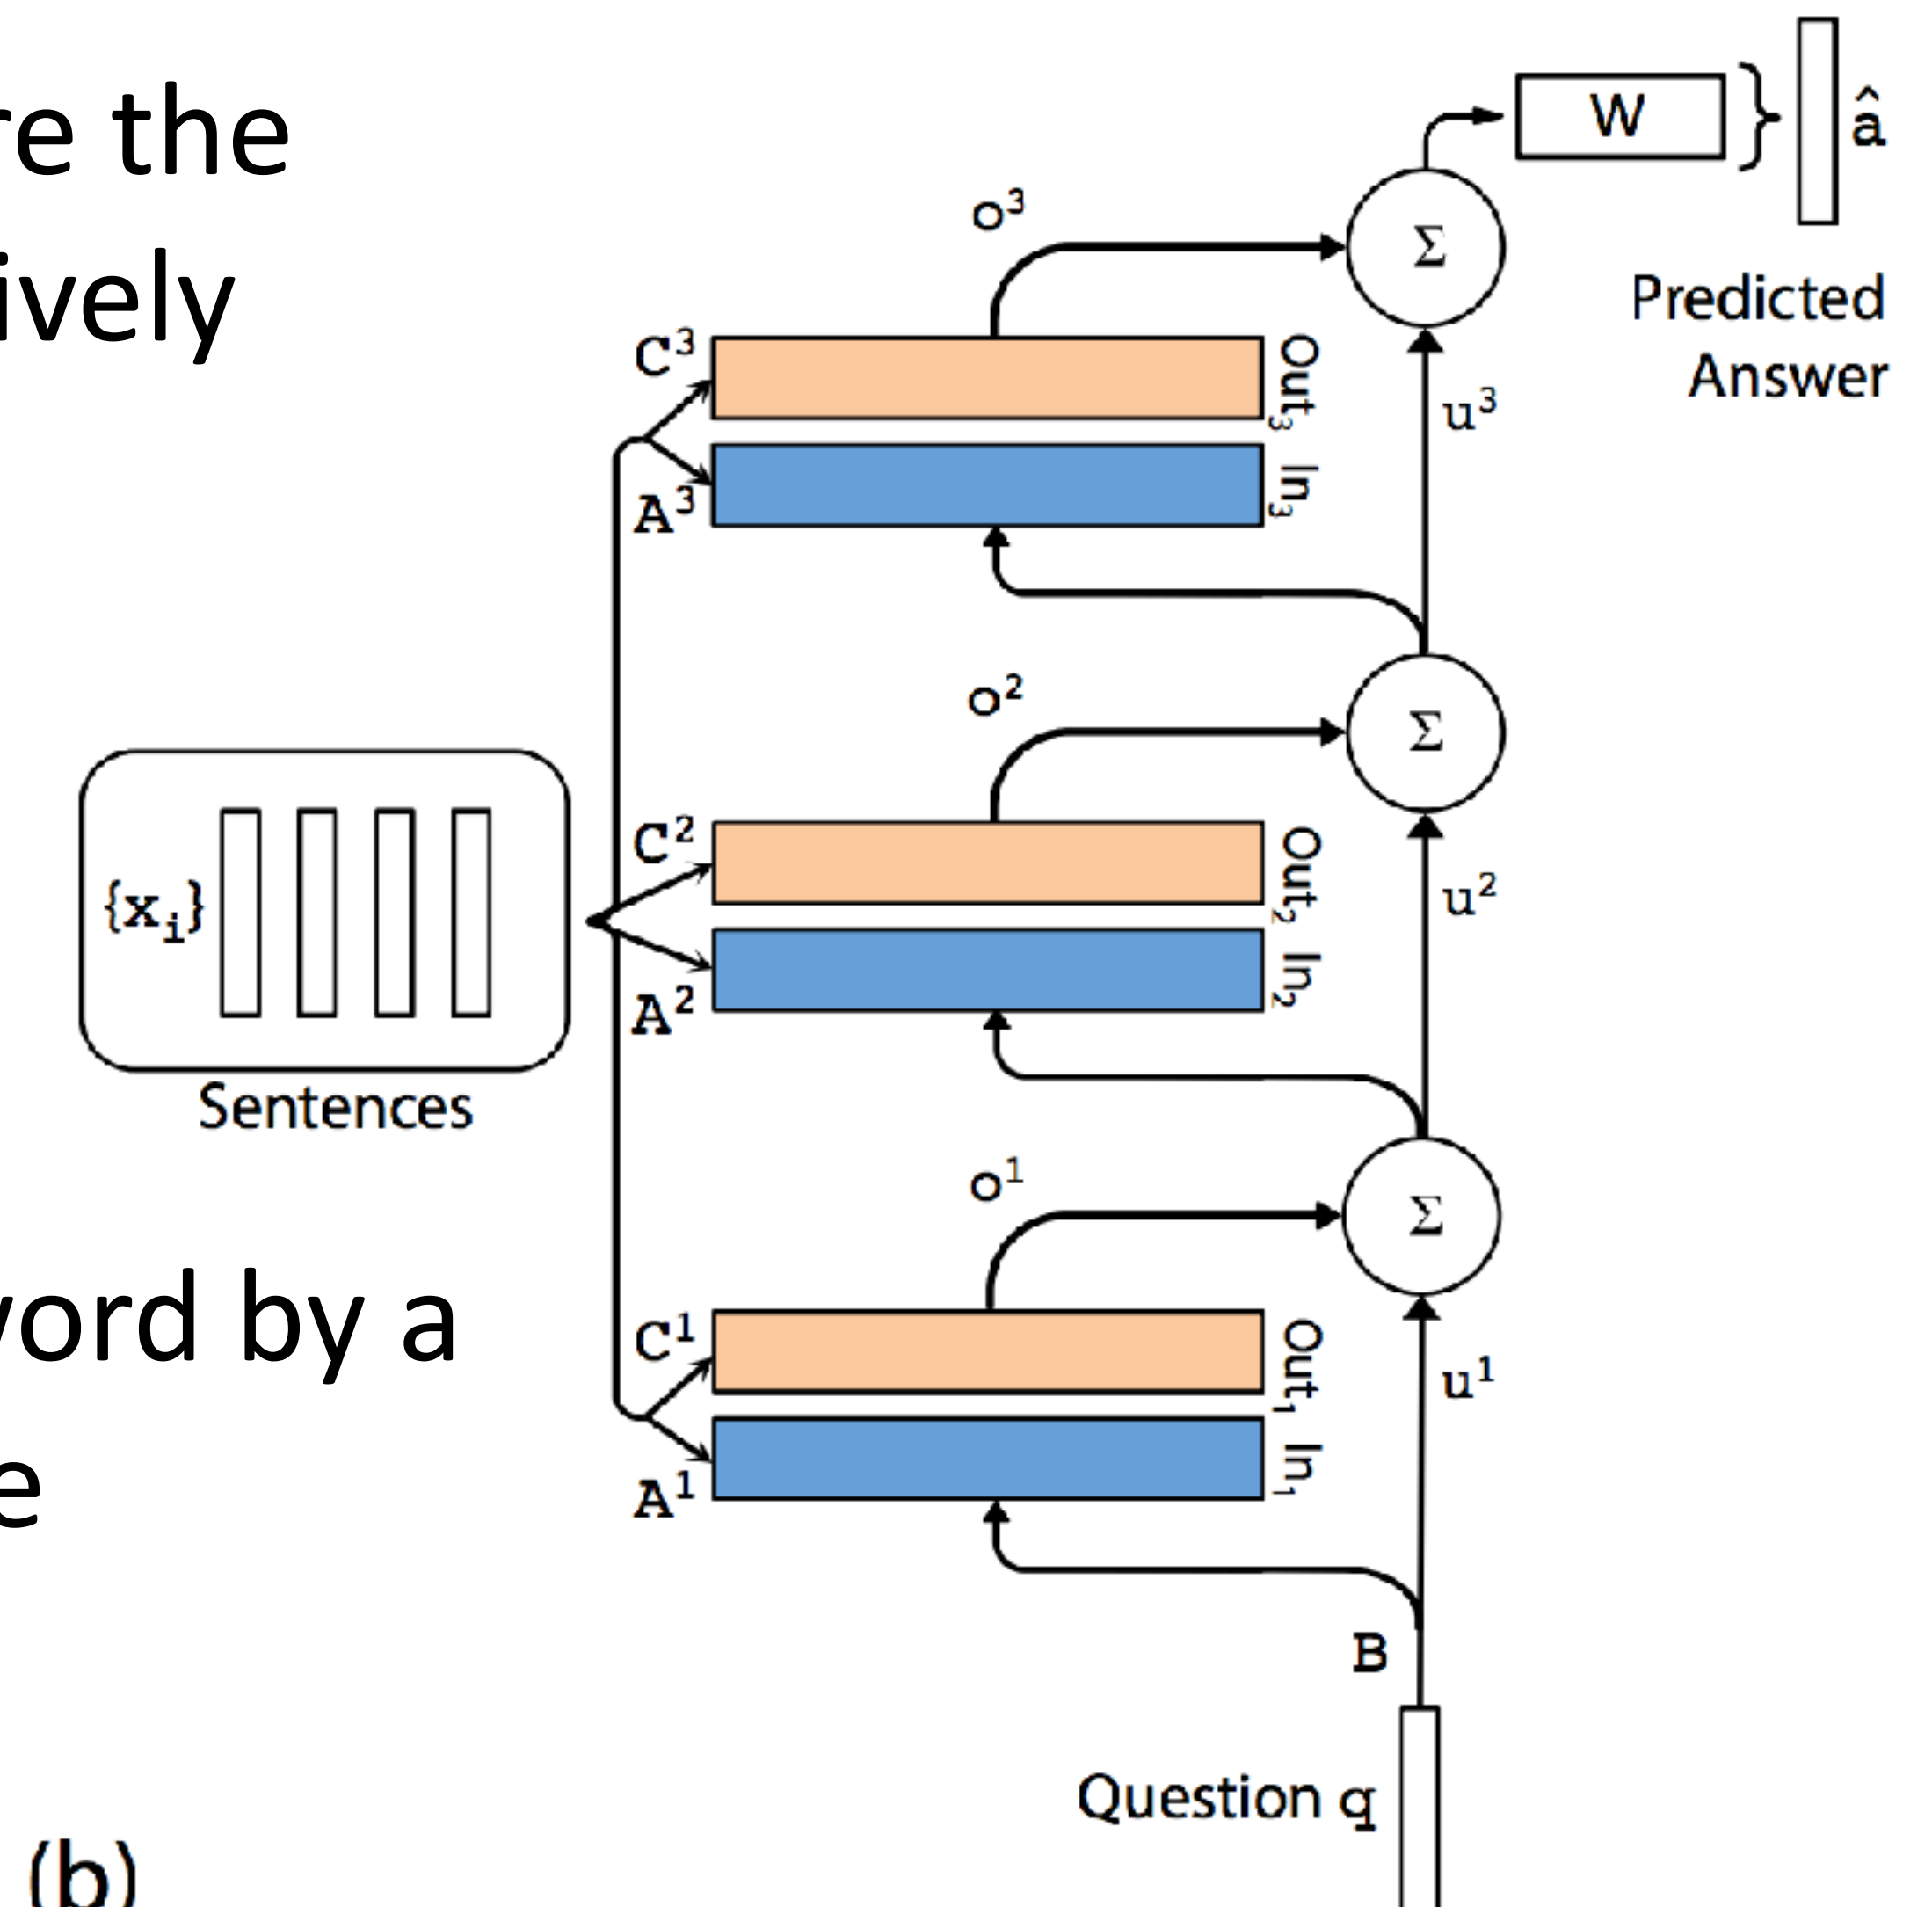 re the
ively
word by a
e
(b)
W
â
Predicted
Answer
Σ
o³
C³
Out₃
A³
In₃
u³
Σ
o²
C²
Out₂
A²
In₂
u²
{xᵢ}
Sentences
Σ
o¹
C¹
Out₁
A¹
In₁
u¹
B
Question q